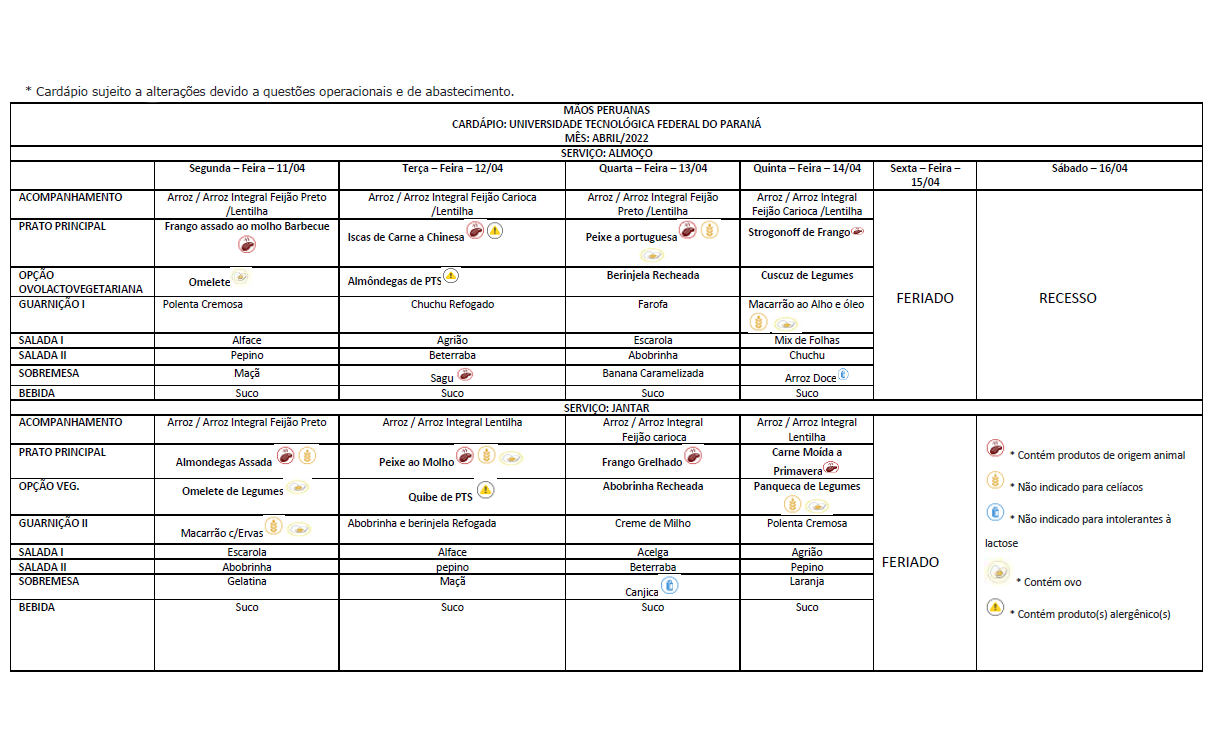 * Cardápio sujeito a alterações devido a questões operacionais e de abastecimento.
MÃOS PERUANAS
CARDÁPIO: UNIVERSIDADE TECNOLÓGICA FEDERAL DO PARANÁ
MÊS: ABRIL/2022
SERVIÇO: ALMOÇO
Segunda – Feira – 11/04 Terça – Feira – 12/04 Quarta – Feira – 13/04 Quinta – Feira – 14/04 Sexta – Feira – 15/04 Sábado – 16/04
ACOMPANHAMENTO Arroz / Arroz Integral Feijão Preto /Lentilha Arroz / Arroz Integral Feijão Carioca /Lentilha Arroz / Arroz Integral Feijão Preto /Lentilha Arroz / Arroz Integral Feijão Carioca /Lentilha
PRATO PRINCIPAL Frango assado ao molho Barbecue Iscas de Carne a Chinesa Peixe a portuguesa Strogonoff de Frango
OPÇÃO OVOLACTOVEGETARIANA Omelete Almôndegas de PTS Berinjela Recheada Cuscuz de Legumes
FERIADO RECESSO
GUARNIÇÃO I Polenta Cremosa Chuchu Refogado Farofa Macarrão ao Alho e óleo
SALADA I Alface Agrião Escarola Mix de Folhas
SALADA II Pepino Beterraba Abobrinha Chuchu
SOBREMESA Maçã Sagu Banana Caramelizada Arroz Doce
BEBIDA Suco Suco Suco Suco
SERVIÇO: JANTAR
ACOMPANHAMENTO Arroz / Arroz Integral Feijão Preto Arroz / Arroz Integral Lentilha Arroz / Arroz Integral Feijão carioca Arroz / Arroz Integral Lentilha
PRATO PRINCIPAL Almondegas Assada Peixe ao Molho Frango Grelhado Carne Moída a Primavera
OPÇÃO VEG. Omelete de Legumes Quibe de PTS Abobrinha Recheada Panqueca de Legumes
GUARNIÇÃO II Macarrão c/Ervas Abobrinha e berinjela Refogada Creme de Milho Polenta Cremosa
SALADA I Escarola Alface Acelga Agrião
SALADA II Abobrinha pepino Beterraba Pepino
SOBREMESA Gelatina Maçã Canjica Laranja
BEBIDA Suco Suco Suco Suco
FERIADO
* Contém produtos de origem animal
* Não indicado para celíacos
* Não indicado para intolerantes à
lactose
* Contém ovo
* Contém produto(s) alergênico(s)